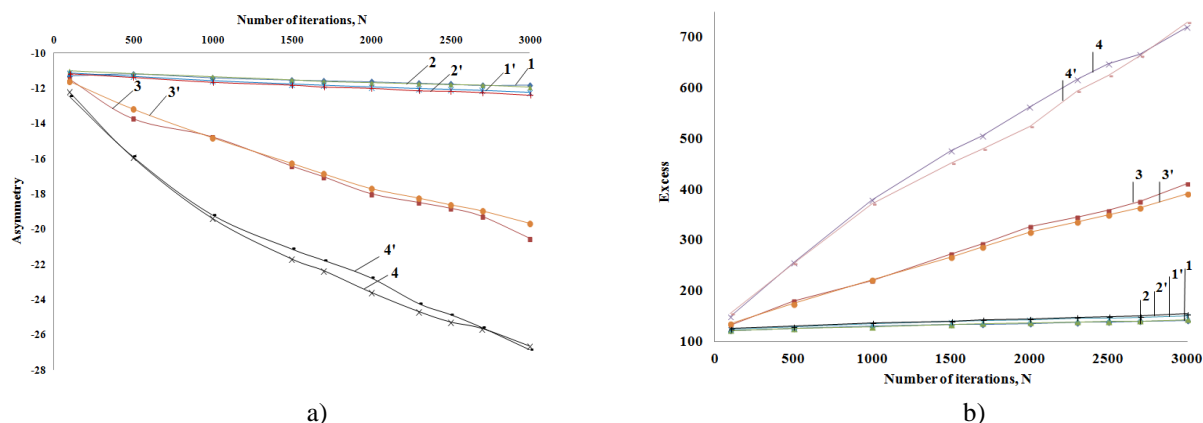 Number of iterations, N
0 500 1000 1500 2000 2500 3000
-10
-12
-14
-16
-18
-20
-22
-24
-26
-28
Asymmetry
2 2' 1' 1
3 3'
4'
4
a)
700
600
500
400
300
200
100
Excess
4
4'
3 3'
2 2' 1' 1
0 500 1000 1500 2000 2500 3000
Number of iterations, N
b)